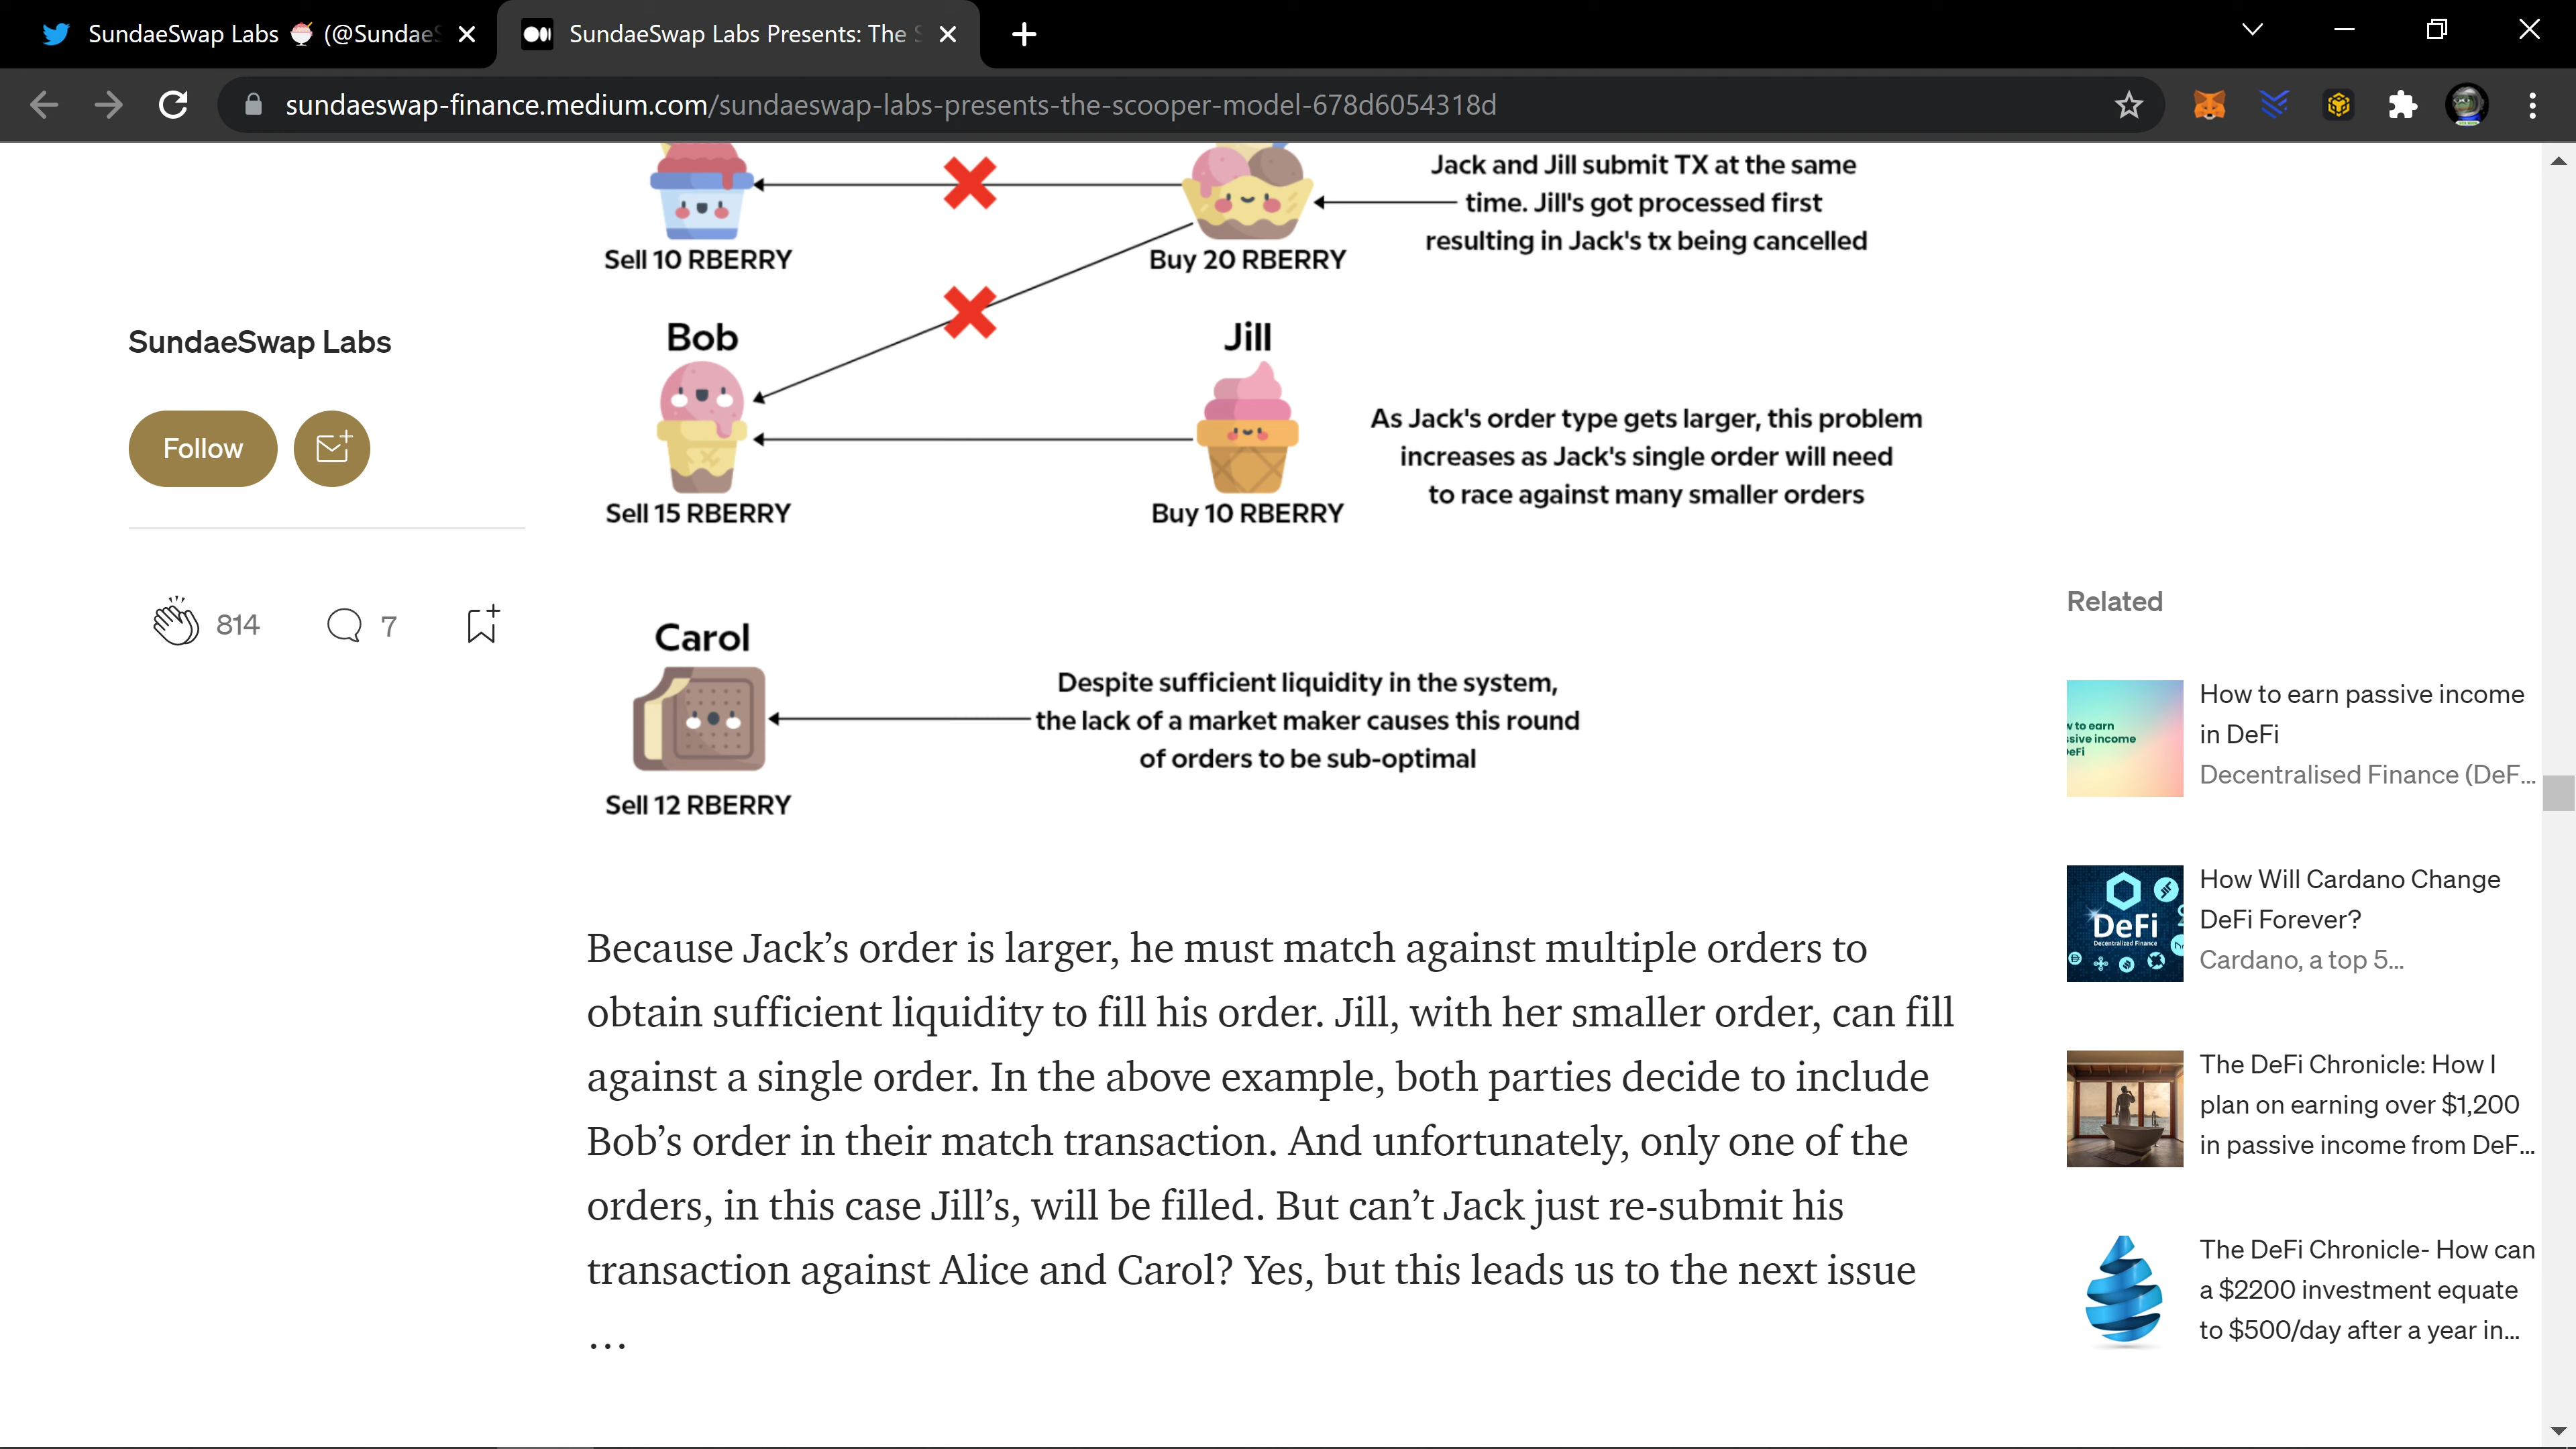 SundaeSwap Labs 🍨 (@Sundae
SundaeSwap Labs Presents: The S
sundaeswap-finance.medium.com/sundaeswap-labs-presents-the-scooper-model-678d6054318d
Sell 10 RBERRY
Buy 20 RBERRY
Jack and Jill submit TX at the same
time. Jill's got processed first
resulting in Jack's tx being cancelled
Bob
Jill
Sell 15 RBERRY
Buy 10 RBERRY
As Jack's order type gets larger, this problem
increases as Jack's single order will need
to race against many smaller orders
Carol
Sell 12 RBERRY
Despite sufficient liquidity in the system,
the lack of a market maker causes this round
of orders to be sub-optimal
SundaeSwap Labs
Follow
814
7
Because Jack’s order is larger, he must match against multiple orders to
obtain sufficient liquidity to fill his order. Jill, with her smaller order, can fill
against a single order. In the above example, both parties decide to include
Bob’s order in their match transaction. And unfortunately, only one of the
orders, in this case Jill’s, will be filled. But can’t Jack just re-submit his
transaction against Alice and Carol? Yes, but this leads us to the next issue
…
Related
w to earn
ssive income
DeFi
How to earn passive income
in DeFi
Decentralised Finance (DeF...
DeFi
Decentralized Finance
How Will Cardano Change
DeFi Forever?
Cardano, a top 5...
The DeFi Chronicle: How I
plan on earning over $1,200
in passive income from DeF...
The DeFi Chronicle- How can
a $2200 investment equate
to $500/day after a year in...